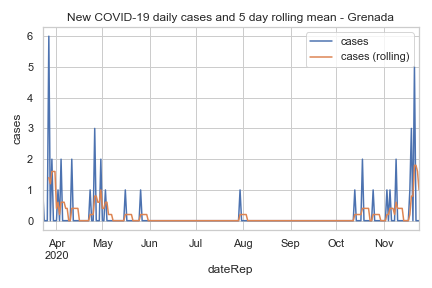 New COVID-19 daily cases and 5 day rolling mean - Grenada
cases
cases (rolling)
6
5
4
3
2
1
0
cases
Apr May Jun Jul Aug Sep Oct Nov
2020
dateRep